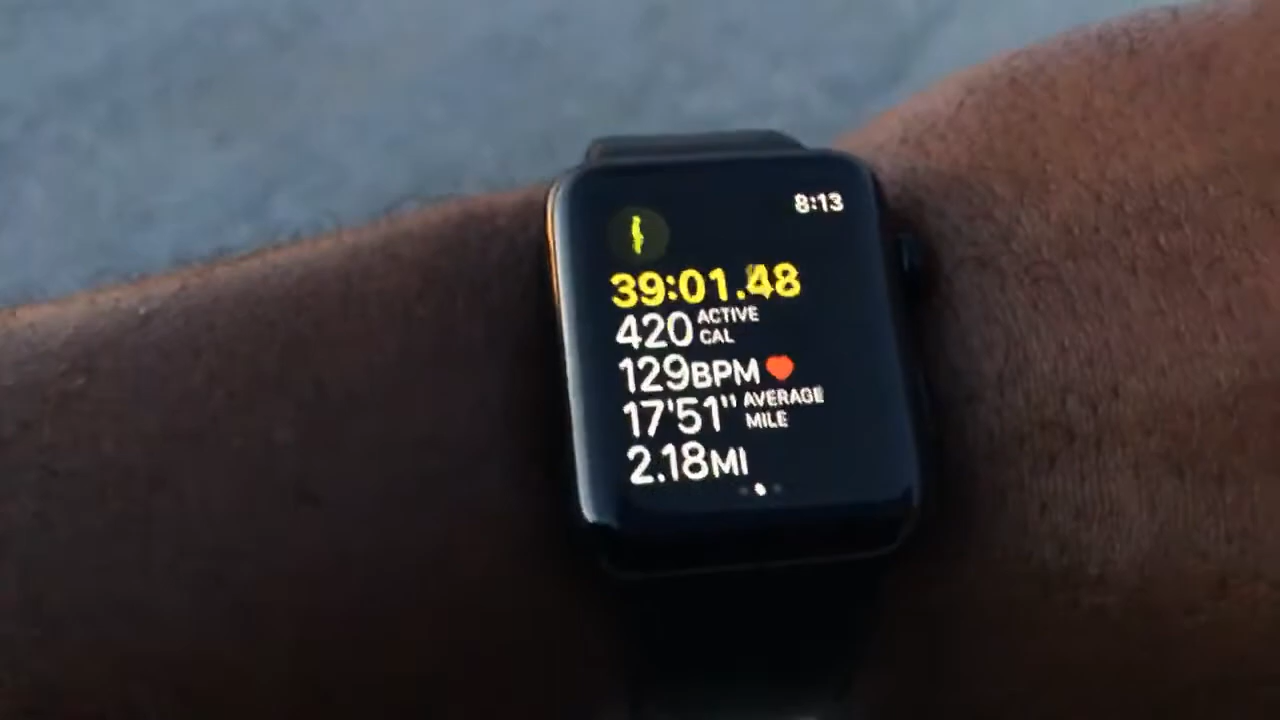 8:13
39:01.48
420 ACTIVE CAL
129BPM
17'51" AVERAGE MILE
2.18MI